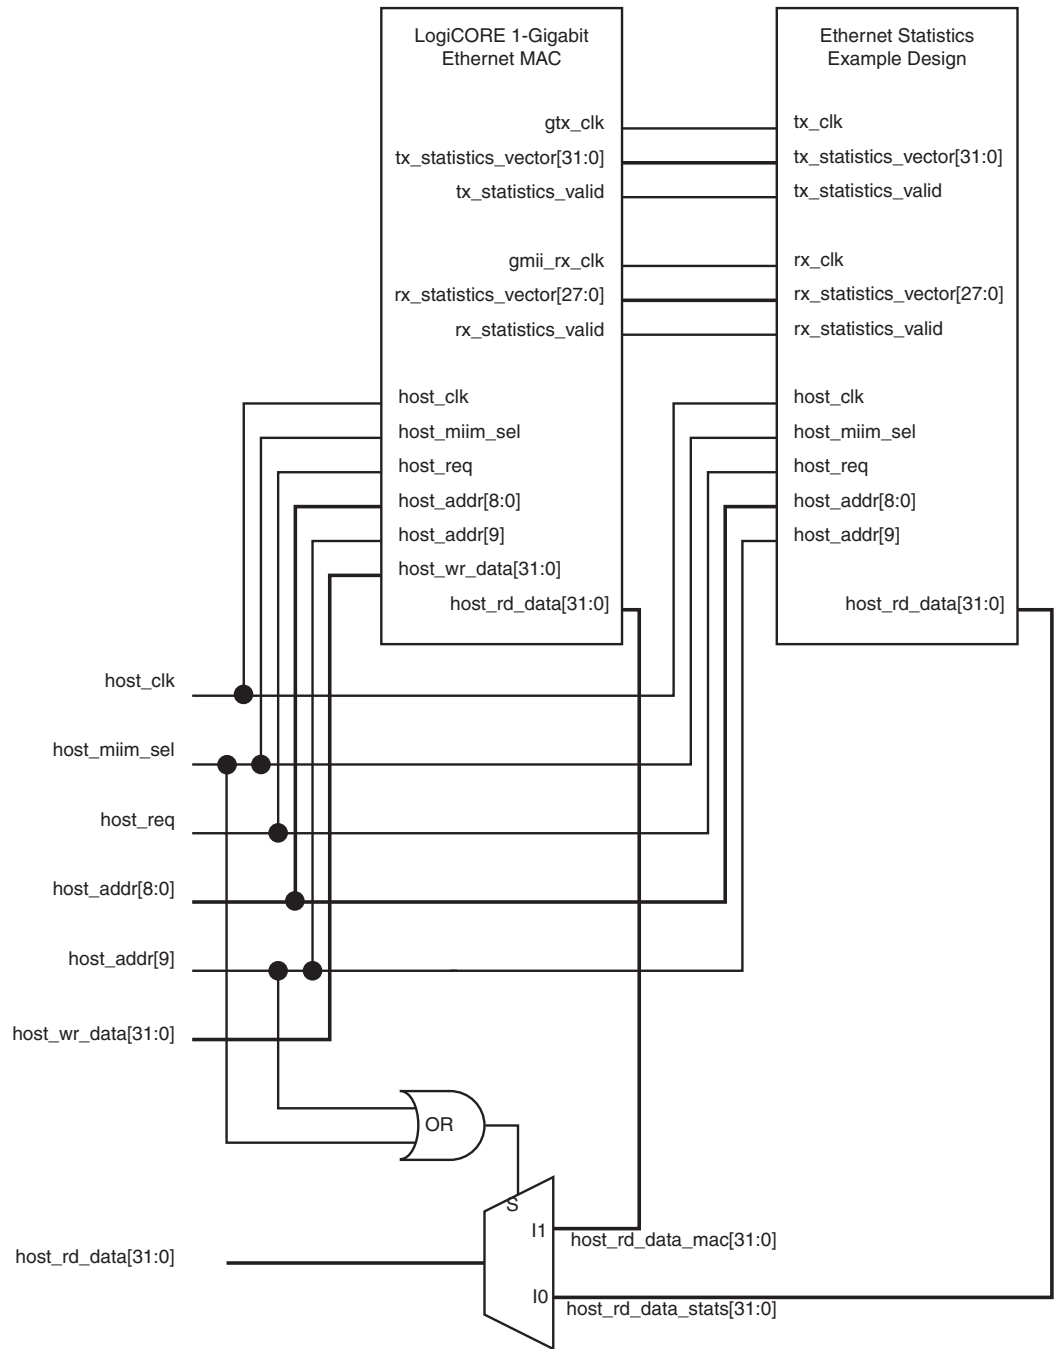 LogiCORE 1-Gigabit
Ethernet MAC
gtx_clk
tx_statistics_vector[31:0]
tx_statistics_valid
gmii_rx_clk
rx_statistics_vector[27:0]
rx_statistics_valid
host_clk
host_miim_sel
host_req
host_addr[8:0]
host_addr[9]
host_wr_data[31:0]
host_rd_data[31:0]
Ethernet Statistics
Example Design
tx_clk
tx_statistics_vector[31:0]
tx_statistics_valid
rx_clk
rx_statistics_vector[27:0]
rx_statistics_valid
host_clk
host_miim_sel
host_req
host_addr[8:0]
host_addr[9]
host_rd_data[31:0]
host_clk
host_miim_sel
host_req
host_addr[8:0]
host_addr[9]
host_wr_data[31:0]
OR
S
I1
host_rd_data_mac[31:0]
host_rd_data[31:0]
I0
host_rd_data_stats[31:0]